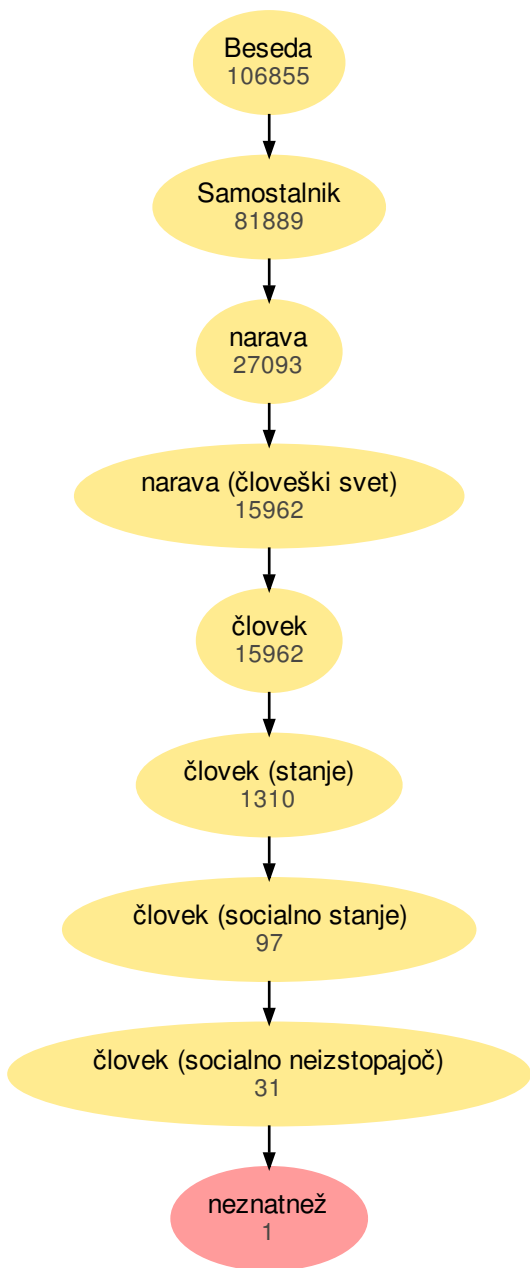 Beseda
106855
Samostalnik
81889
narava
27093
narava (človeški svet)
15962
človek
15962
človek (stanje)
1310
človek (socialno stanje)
97
človek (socialno neizstopajoč)
31
neznatnež
1